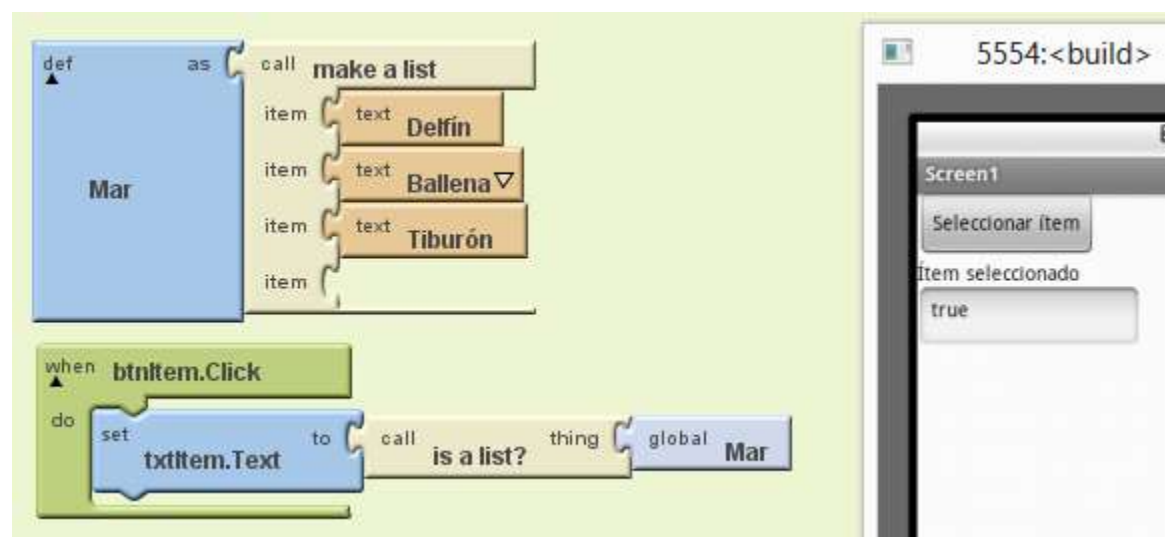 def as call make a list
item text Delfín
Mar item text Ballena
item text Tiburón
item
when btnItem.Click
do set txtItem.Text to call is a list? thing global Mar
5554:<build>
Screen1
Seleccionar ítem
Ítem seleccionado
true